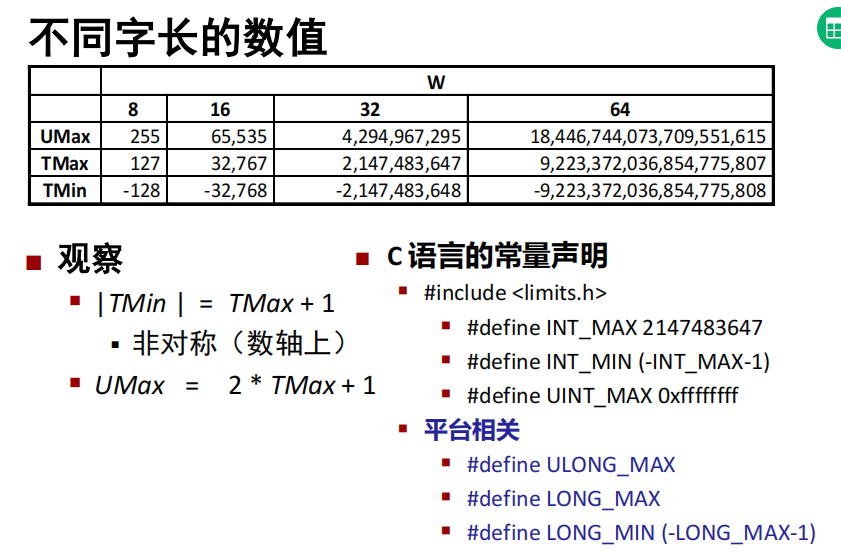 不同字长的数值
W
8 16 32 64
UMax 255 65,535 4,294,967,295 18,446,744,073,709,551,615
TMax 127 32,767 2,147,483,647 9,223,372,036,854,775,807
TMin -128 -32,768 -2,147,483,648 -9,223,372,036,854,775,808
观察
|TMin | = TMax + 1
非对称（数轴上）
UMax = 2 * TMax + 1
C 语言的常量声明
#include <limits.h>
#define INT_MAX 2147483647
#define INT_MIN (-INT_MAX-1)
#define UINT_MAX 0xffffffff
平台相关
#define ULONG_MAX
#define LONG_MAX
#define LONG_MIN (-LONG_MAX-1)